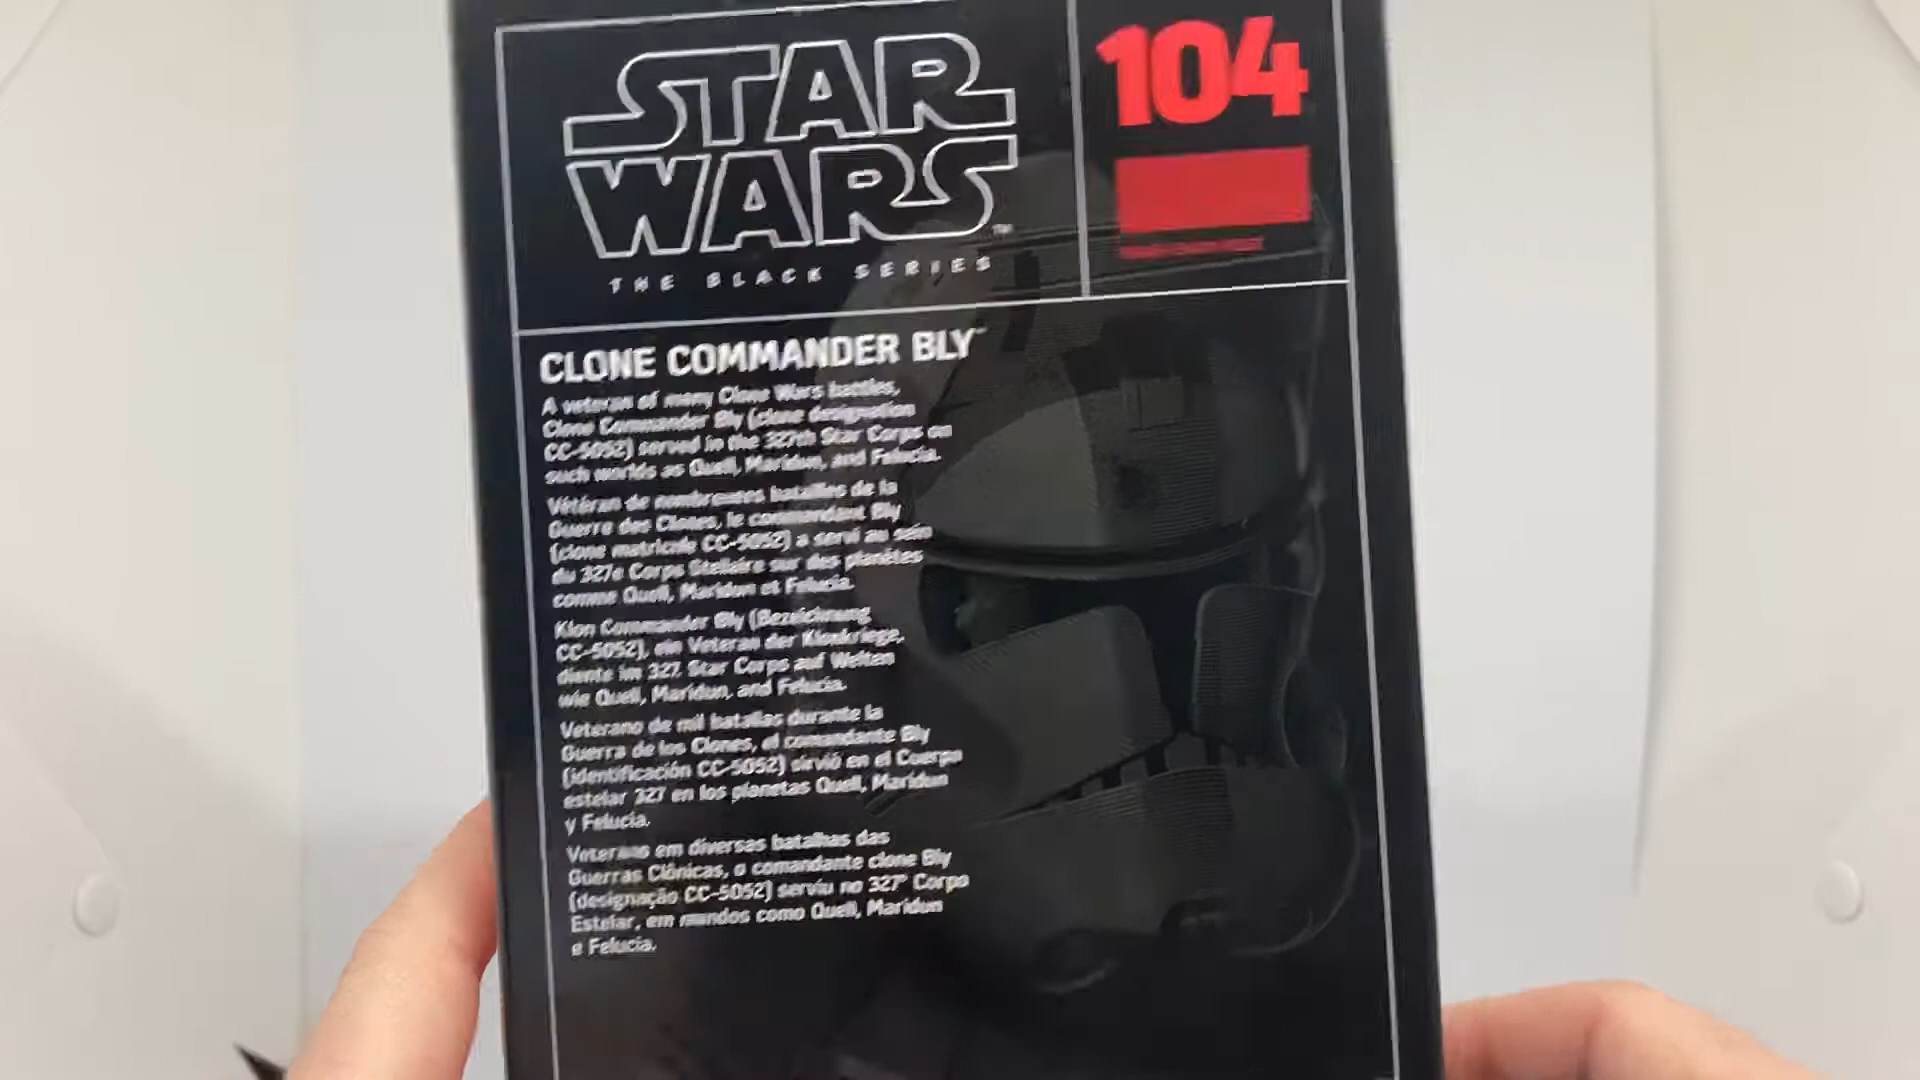 STAR
WARS™
THE BLACK SERIES
104
CLONE COMMANDER BLY™
A veteran of many Clone Wars battles,
Clone Commander Bly (clone designation
CC-5052) served in the 327th Star Corps on
such worlds as Quell, Maridun, and Felucia.
Vétéran de nombreuses batailles de la
Guerre des Clones, le commandant Bly
(clone matricule CC-5052) a servi au sein
du 327e Corps Stellaire sur des planètes
comme Quell, Maridun et Felucia.
Klon Commander Bly (Bezeichnung
CC-5052), ein Veteran der Klonkriege,
diente im 327. Star Corps auf Welten
wie Quell, Maridun, and Felucia.
Veterano de mil batallas durante la
Guerra de los Clones, el comandante Bly
(identificación CC-5052) sirvió en el Cuerpo
estelar 327 en los planetas Quell, Maridun
y Felucia.
Veterano em diversas batalhas das
Guerras Clônicas, o comandante clone Bly
(designação CC-5052) serviu no 327º Corpo
Estelar, em mundos como Quell, Maridun
e Felucia.